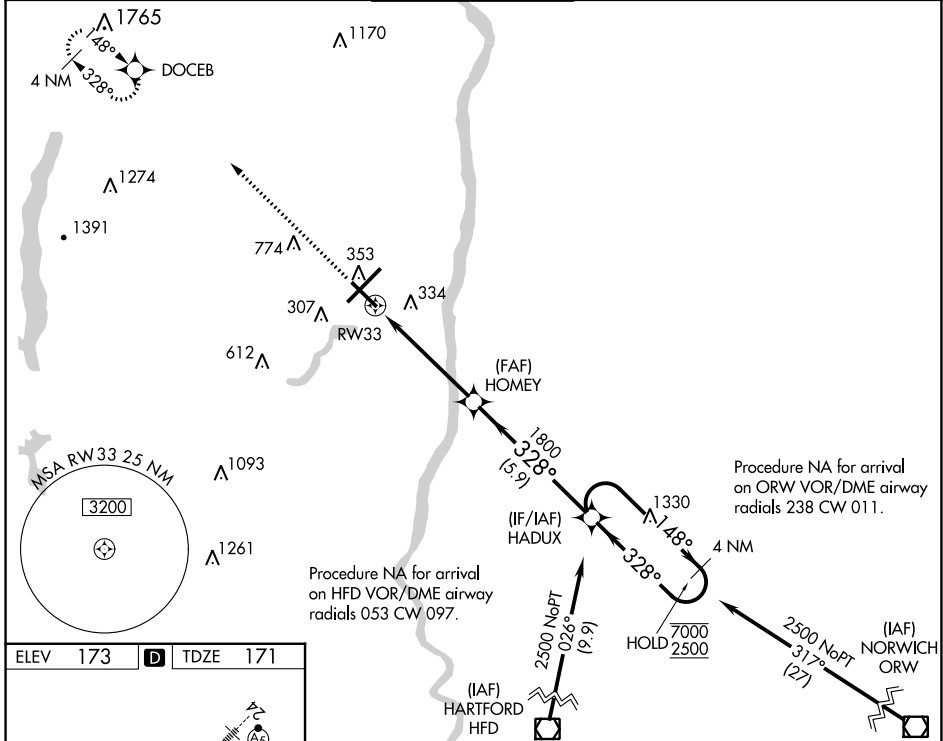 1765
1170
148°
4 NM
328°
DOCEB
1274
1391
774
353
334
307
RW33
612
(FAF)
HOMEY
1800
328°
(5.9)
MSA RW33 25 NM
3200
1093
1261
Procedure NA for arrival
on ORW VOR/DME airway
radials 238 CW 011.
(IF/IAF)
HADUX
1330
148°
4 NM
328°
Procedure NA for arrival
on HFD VOR/DME airway
radials 053 CW 097.
HOLD 7000
2500
2500 NoPT
026°
(9.9)
2500 NoPT
317°
(27)
(IAF)
NORWICH
ORW
(IAF)
HARTFORD
HFD
ELEV 173 D TDZE 171
24
A5